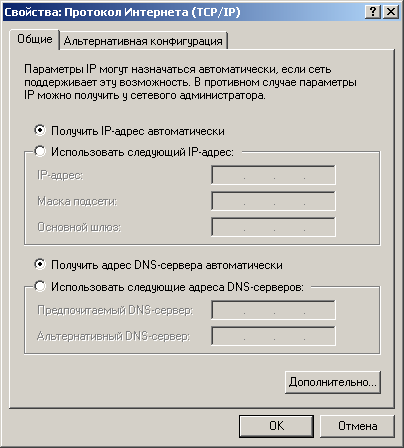 Свойства: Протокол Интернета (TCP/IP)
Общие
Альтернативная конфигурация
Параметры IP могут назначаться автоматически, если сеть
поддерживает эту возможность. В противном случае параметры
IP можно получить у сетевого администратора.
Получить IP-адрес автоматически
Использовать следующий IP-адрес:
IP-адрес:
Маска подсети:
Основной шлюз:
Получить адрес DNS-сервера автоматически
Использовать следующие адреса DNS-серверов:
Предпочитаемый DNS-сервер:
Альтернативный DNS-сервер:
Дополнительно...
OK
Отмена